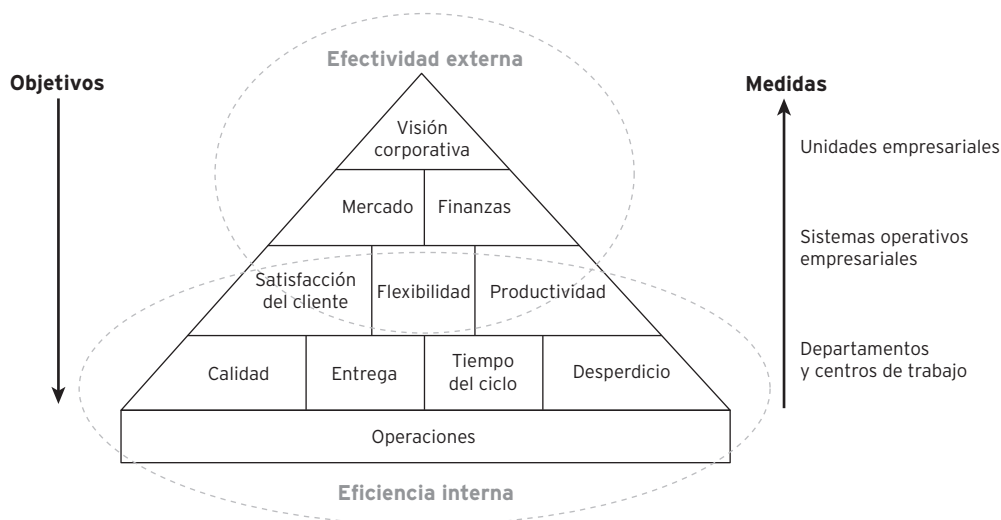 Efectividad externa
Objetivos
Medidas
Visión
corporativa
Unidades empresariales
Mercado
Finanzas
Sistemas operativos
empresariales
Satisfacción
del cliente
Flexibilidad
Productividad
Departamentos
y centros de trabajo
Calidad
Entrega
Tiempo
del ciclo
Desperdicio
Operaciones
Eficiencia interna